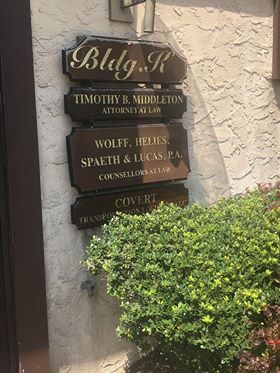 Bldg. K
TIMOTHY B. MIDDLETON
ATTORNEY AT LAW
WOLFF, HELIES,
SPAETH & LUCAS, P.A.
COUNSELLORS AT LAW
COVERT